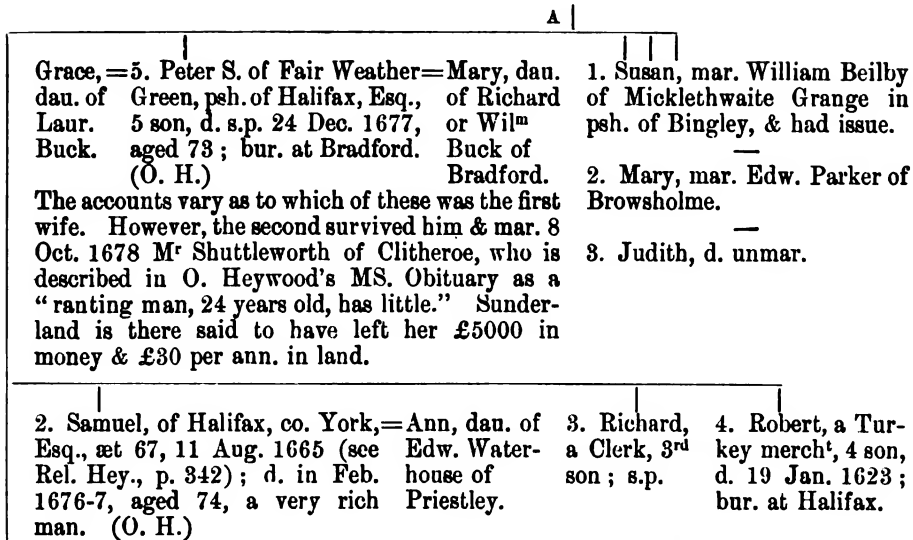 A
Grace,=5. Peter S. of Fair Weather=Mary, dau.
dau. of Green, psh. of Halifax, Esq., of Richard
Laur. 5 son, d. s.p. 24 Dec. 1677, or Wilᵐ
Buck. aged 73; bur. at Bradford. Buck of
(O. H.) Bradford.
The accounts vary as to which of these was the first
wife. However, the second survived him & mar. 8
Oct. 1678 Mʳ Shuttleworth of Clitheroe, who is
described in O. Heywood's MS. Obituary as a
"ranting man, 24 years old, has little." Sunder-
land is there said to have left her £5000 in
money & £30 per ann. in land.
1. Susan, mar. William Beilby
of Micklethwaite Grange in
psh. of Bingley, & had issue.
2. Mary, mar. Edw. Parker of
Browsholme.
3. Judith, d. unmar.
2. Samuel, of Halifax, co. York,=Ann, dau. of
Esq., æt 67, 11 Aug. 1665 (see Edw. Water-
Rel. Hey., p. 342); d. in Feb. house of
1676-7, aged 74, a very rich Priestley.
man. (O. H.)
3. Richard,
a Clerk, 3ʳᵈ
son; s.p.
4. Robert, a Tur-
key merchᵗ, 4 son,
d. 19 Jan. 1623;
bur. at Halifax.